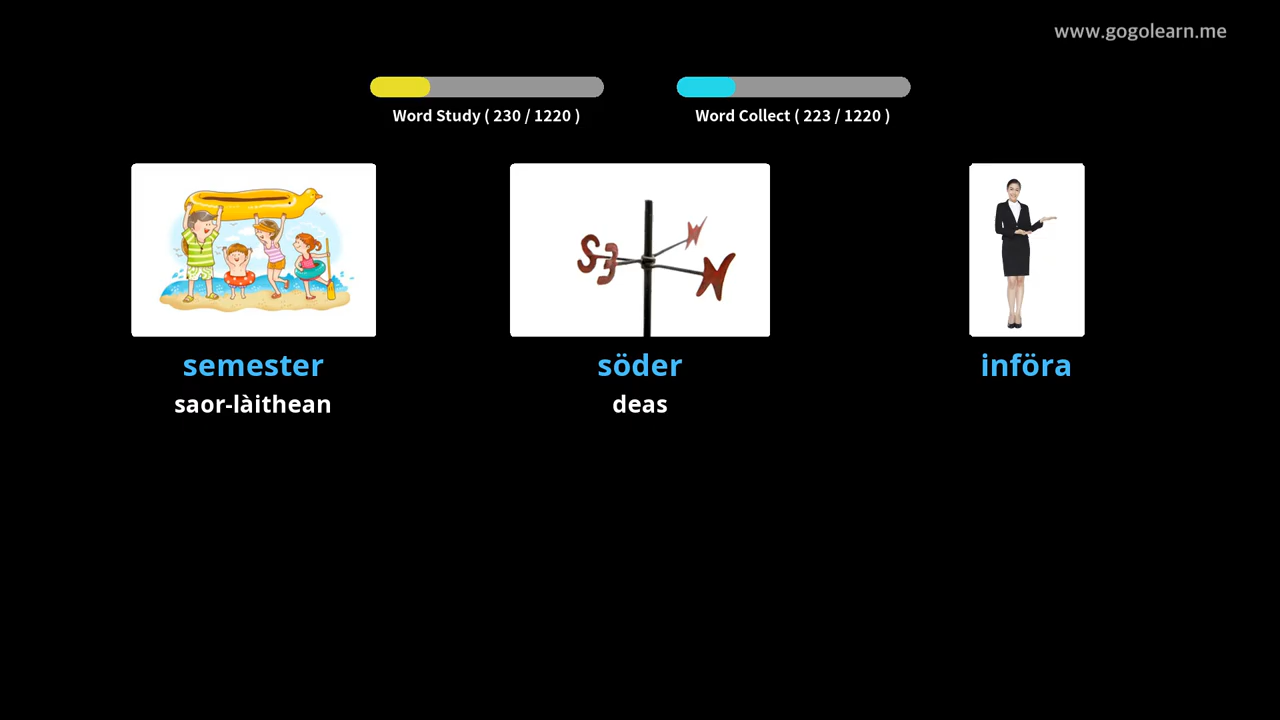 www.gogolearn.me
Word Study ( 230 / 1220 )
Word Collect ( 223 / 1220 )
S
E
N
semester
söder
införa
saor-làithean
deas